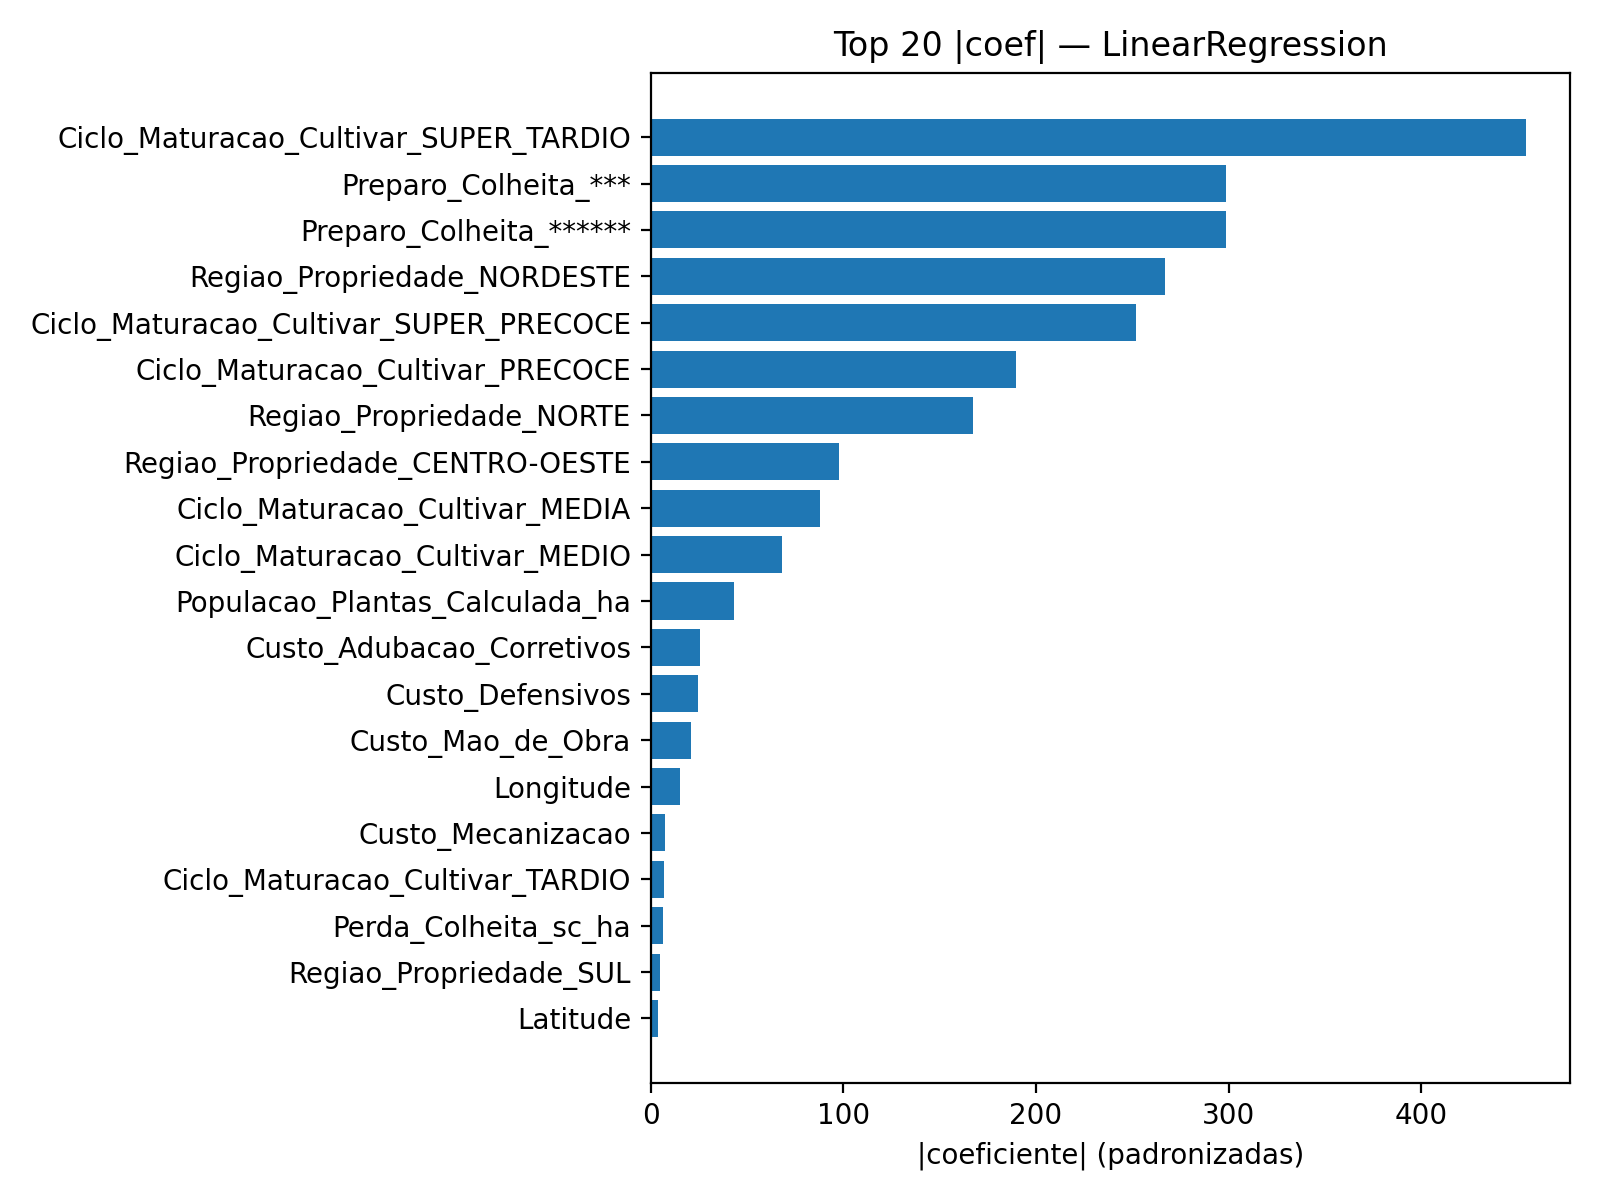 Top 20 |coef| — LinearRegression
Ciclo_Maturacao_Cultivar_SUPER_TARDIO
Preparo_Colheita_***
Preparo_Colheita_******
Regiao_Propriedade_NORDESTE
Ciclo_Maturacao_Cultivar_SUPER_PRECOCE
Ciclo_Maturacao_Cultivar_PRECOCE
Regiao_Propriedade_NORTE
Regiao_Propriedade_CENTRO-OESTE
Ciclo_Maturacao_Cultivar_MEDIA
Ciclo_Maturacao_Cultivar_MEDIO
Populacao_Plantas_Calculada_ha
Custo_Adubacao_Corretivos
Custo_Defensivos
Custo_Mao_de_Obra
Longitude
Custo_Mecanizacao
Ciclo_Maturacao_Cultivar_TARDIO
Perda_Colheita_sc_ha
Regiao_Propriedade_SUL
Latitude
0 100 200 300 400
|coeficiente| (padronizadas)